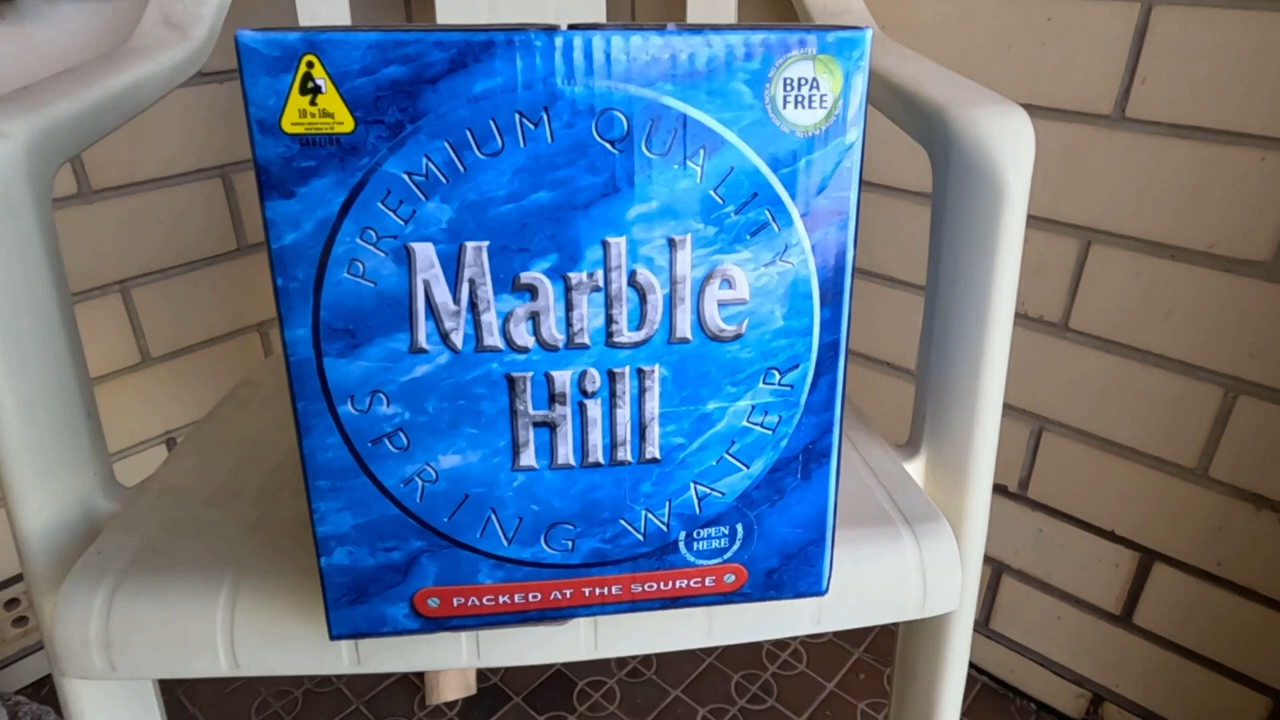 10 to 16kg
CAUTION
BPA
FREE
PREMIUM QUALITY
Marble
Hill
SPRING WATER
OPEN
HERE
PACKED AT THE SOURCE